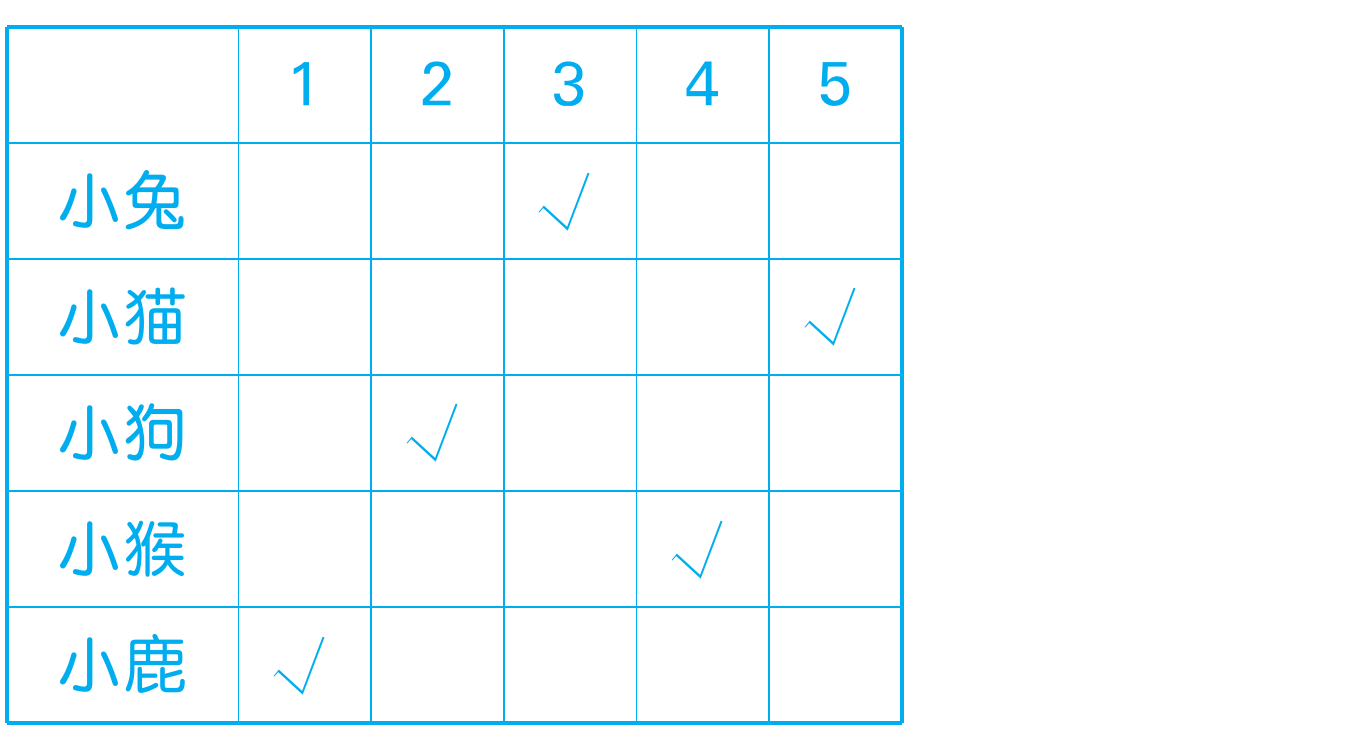 1 2 3 4 5
小兔 √
小猫 √
小狗 √
小猴 √
小鹿 √